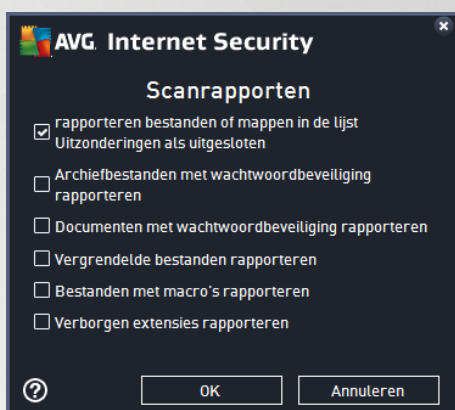 AVG. Internet Security
Scanrapporten
rapporteren bestanden of mappen in de lijst
Uitzonderingen als uitgesloten
Archiefbestanden met wachtwoordbeveiliging
rapporteren
Documenten met wachtwoordbeveiliging rapporteren
Vergrendelde bestanden rapporteren
Bestanden met macro's rapporteren
Verborgen extensies rapporteren
? OK Annuleren